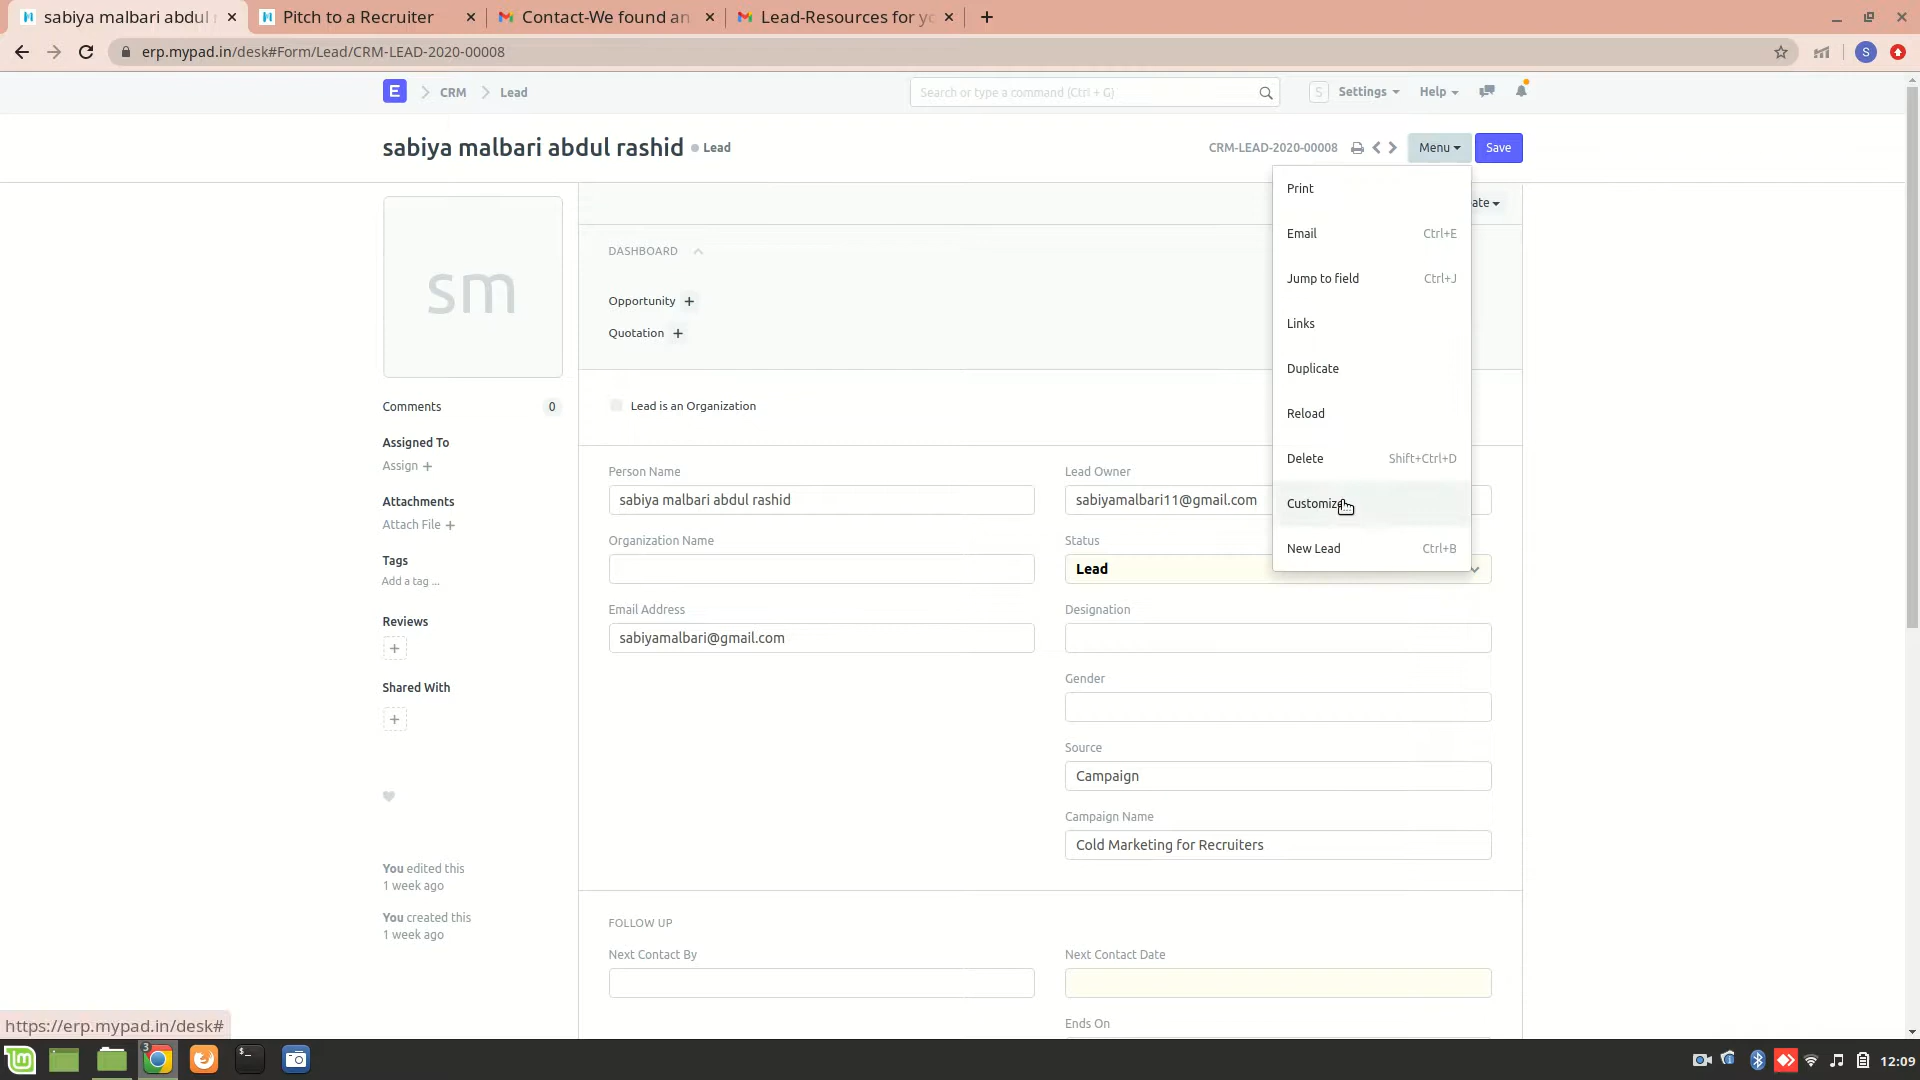 sabiya malbari abdul
Pitch to a Recruiter
Contact-We found an
Lead-Resources for yo
erp.mypad.in/desk#Form/Lead/CRM-LEAD-2020-00008
S
E
CRM
Lead
Search or type a command (Ctrl + G)
S
Settings
Help
sabiya malbari abdul rashid
Lead
CRM-LEAD-2020-00008
Menu
Save
Print
Email Ctrl+E
Jump to field Ctrl+J
Links
Duplicate
Reload
Delete Shift+Ctrl+D
Customize
New Lead Ctrl+B
ate
sm
Comments 0
Assigned To
Assign +
Attachments
Attach File +
Tags
Add a tag ...
Reviews
+
Shared With
+
You edited this
1 week ago
You created this
1 week ago
DASHBOARD
Opportunity +
Quotation +
Lead is an Organization
Person Name
sabiya malbari abdul rashid
Organization Name
Email Address
sabiyamalbari@gmail.com
Lead Owner
sabiyamalbari11@gmail.com
Status
Lead
Designation
Gender
Source
Campaign
Campaign Name
Cold Marketing for Recruiters
FOLLOW UP
Next Contact By
Next Contact Date
Ends On
https://erp.mypad.in/desk#
3
12:09